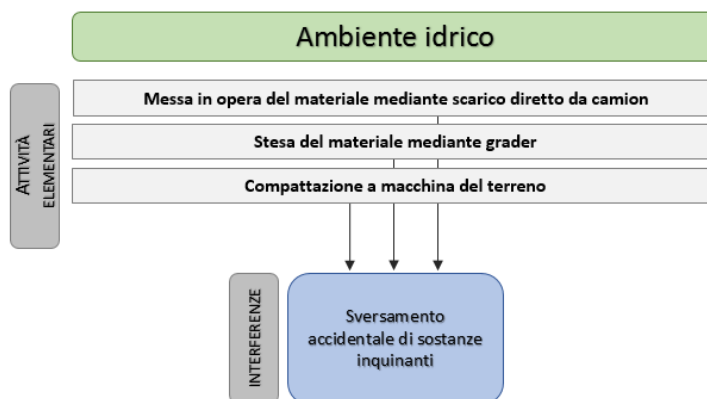 Ambiente idrico
ATTIVITÀ
ELEMENTARI
Messa in opera del materiale mediante scarico diretto da camion
Stesa del materiale mediante grader
Compattazione a macchina del terreno
INTERFERENZE
Sversamento
accidentale di sostanze
inquinanti